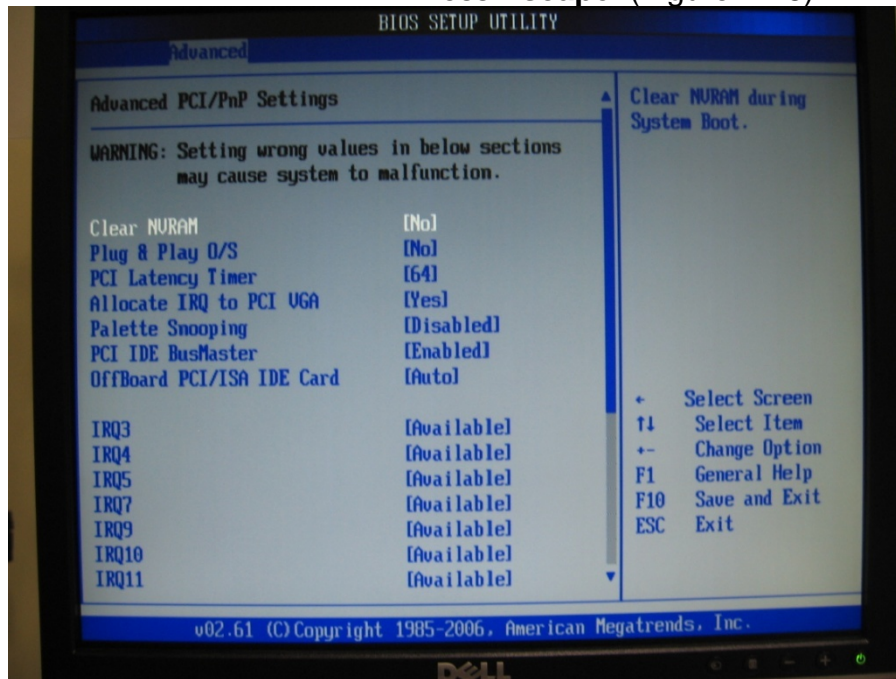 BIOS SETUP UTILITY
Advanced
Advanced PCI/PnP Settings
WARNING: Setting wrong values in below sections
may cause system to malfunction.
Clear NVRAM [No]
Plug & Play O/S [No]
PCI Latency Timer [64]
Allocate IRQ to PCI VGA [Yes]
Palette Snooping [Disabled]
PCI IDE BusMaster [Enabled]
OffBoard PCI/ISA IDE Card [Auto]
IRQ3 [Available]
IRQ4 [Available]
IRQ5 [Available]
IRQ7 [Available]
IRQ9 [Available]
IRQ10 [Available]
IRQ11 [Available]
Clear NVRAM during
System Boot.
← Select Screen
↑↓ Select Item
+- Change Option
F1 General Help
F10 Save and Exit
ESC Exit
v02.61 (C)Copyright 1985-2006, American Megatrends, Inc.
DELL